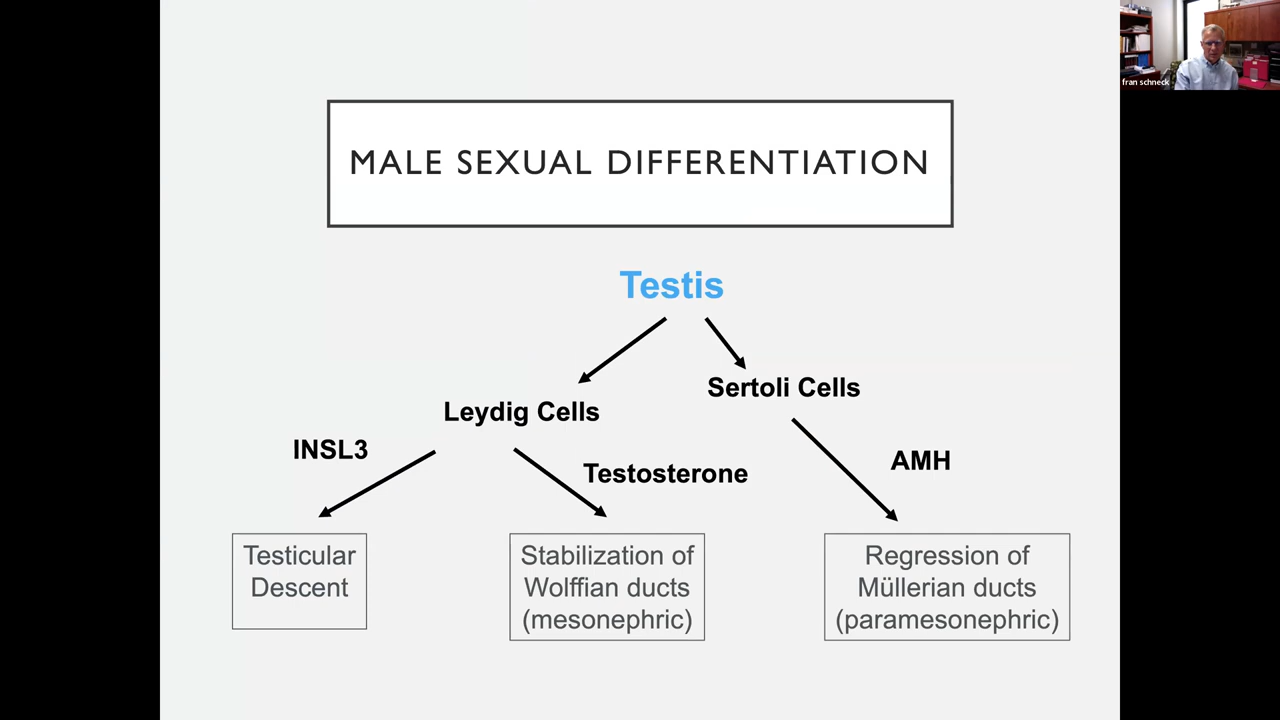 fran schneck
MALE SEXUAL DIFFERENTIATION
Testis
Sertoli Cells
Leydig Cells
INSL3
Testosterone
AMH
Testicular
Descent
Stabilization of
Wolffian ducts
(mesonephric)
Regression of
Müllerian ducts
(paramesonephric)